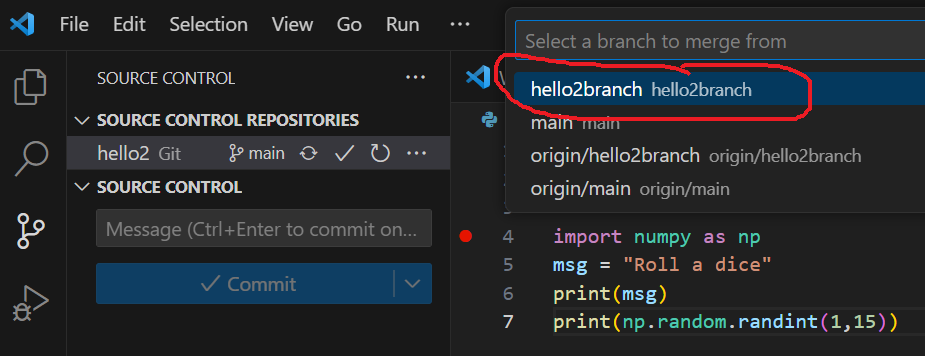 File Edit Selection View Go Run ···
Select a branch to merge from
SOURCE CONTROL ···
hello2branch hello2branch
SOURCE CONTROL REPOSITORIES
main main
hello2 Git main ···
origin/hello2branch origin/hello2branch
SOURCE CONTROL
origin/main origin/main
Message (Ctrl+Enter to commit on...
4 import numpy as np
5 msg = "Roll a dice"
Commit
6 print(msg)
7 print(np.random.randint(1,15))